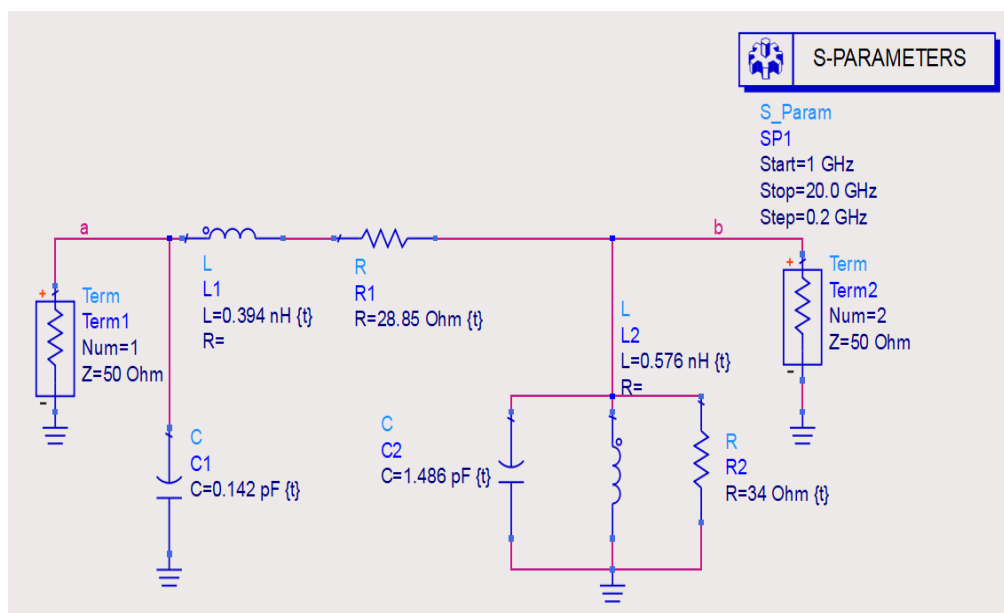 S-PARAMETERS
S_Param
SP1
Start=1 GHz
Stop=20.0 GHz
Step=0.2 GHz
a
b
+
Term
Term1
Num=1
Z=50 Ohm
-
L
L1
L=0.394 nH {t}
R=
R
R1
R=28.85 Ohm {t}
L
L2
L=0.576 nH {t}
R=
+
Term
Term2
Num=2
Z=50 Ohm
-
C
C1
C=0.142 pF {t}
C
C2
C=1.486 pF {t}
R
R2
R=34 Ohm {t}